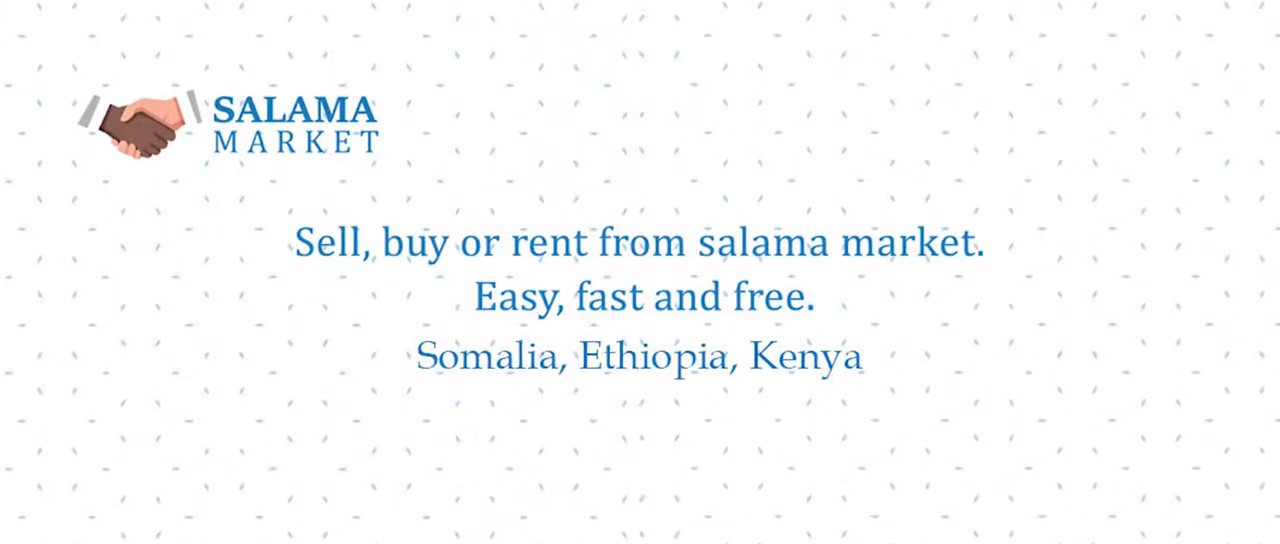 SALAMA
MARKET
Sell, buy or rent from salama market.
Easy, fast and free.
Somalia, Ethiopia, Kenya